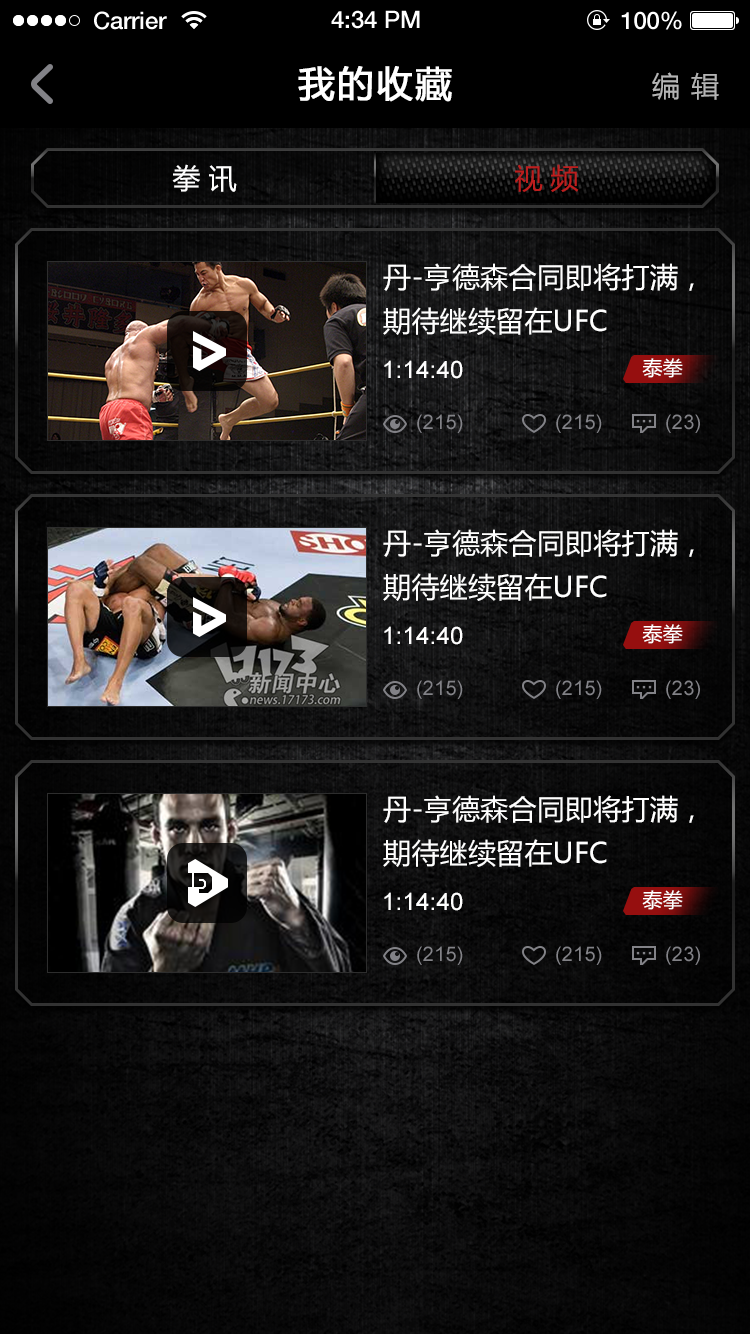 Carrier 4:34 PM 100%
我的收藏
编 辑
拳 讯
视 频
丹-亨德森合同即将打满，
期待继续留在UFC
1:14:40
泰拳
(215) (215) (23)
SHO
丹-亨德森合同即将打满，
期待继续留在UFC
1:14:40
泰拳
17173
新闻中心
news.17173.com
(215) (215) (23)
丹-亨德森合同即将打满，
期待继续留在UFC
1:14:40
泰拳
(215) (215) (23)